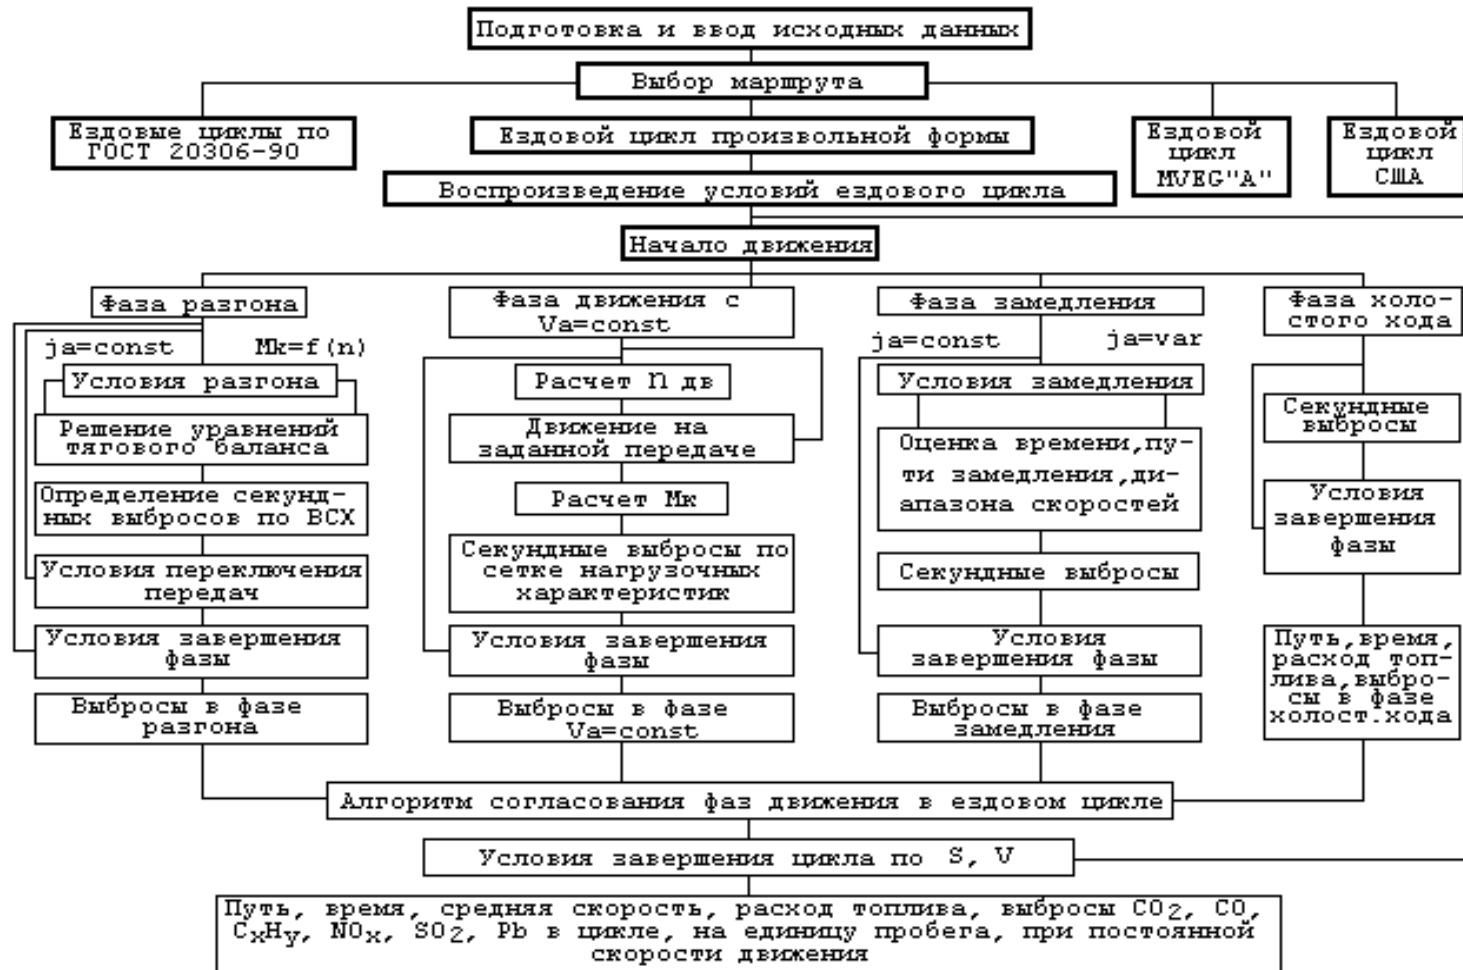 Подготовка и ввод исходных данных
Выбор маршрута
Ездовые циклы по
ГОСТ 20306-90
Ездовой цикл произвольной формы
Ездовой
цикл
MVEG"A"
Ездовой
цикл
США
Воспроизведение условий ездового цикла
Начало движения
Фаза разгона
ja=const
Mk=f(n)
Условия разгона
Решение уравнений
тягового баланса
Определение секунд-
ных выбросов по ВСХ
Условия переключения
передач
Условия завершения
фазы
Выбросы в фазе
разгона
Фаза движения с
Va=const
Расчет П дв
Движение на
заданной передаче
Расчет Мк
Секундные выбросы по
сетке нагрузочных
характеристик
Условия завершения
фазы
Выбросы в фазе
Va=const
Фаза замедления
ja=const
ja=var
Условия замедления
Оценка времени,пу-
ти замедления,ди-
апазона скоростей
Секундные выбросы
Условия
завершения фазы
Выбросы в фазе
замедления
Фаза холо-
стого хода
Секундные
выбросы
Условия
завершения
фазы
Путь,время,
расход топ-
лива,выбро-
сы в фазе
холост.хода
Алгоритм согласования фаз движения в ездовом цикле
Условия завершения цикла по S, V
Путь, время, средняя скорость, расход топлива, выбросы CO2, CO,
CxHy, NOx, SO2, Pb в цикле, на единицу пробега, при постоянной
скорости движения